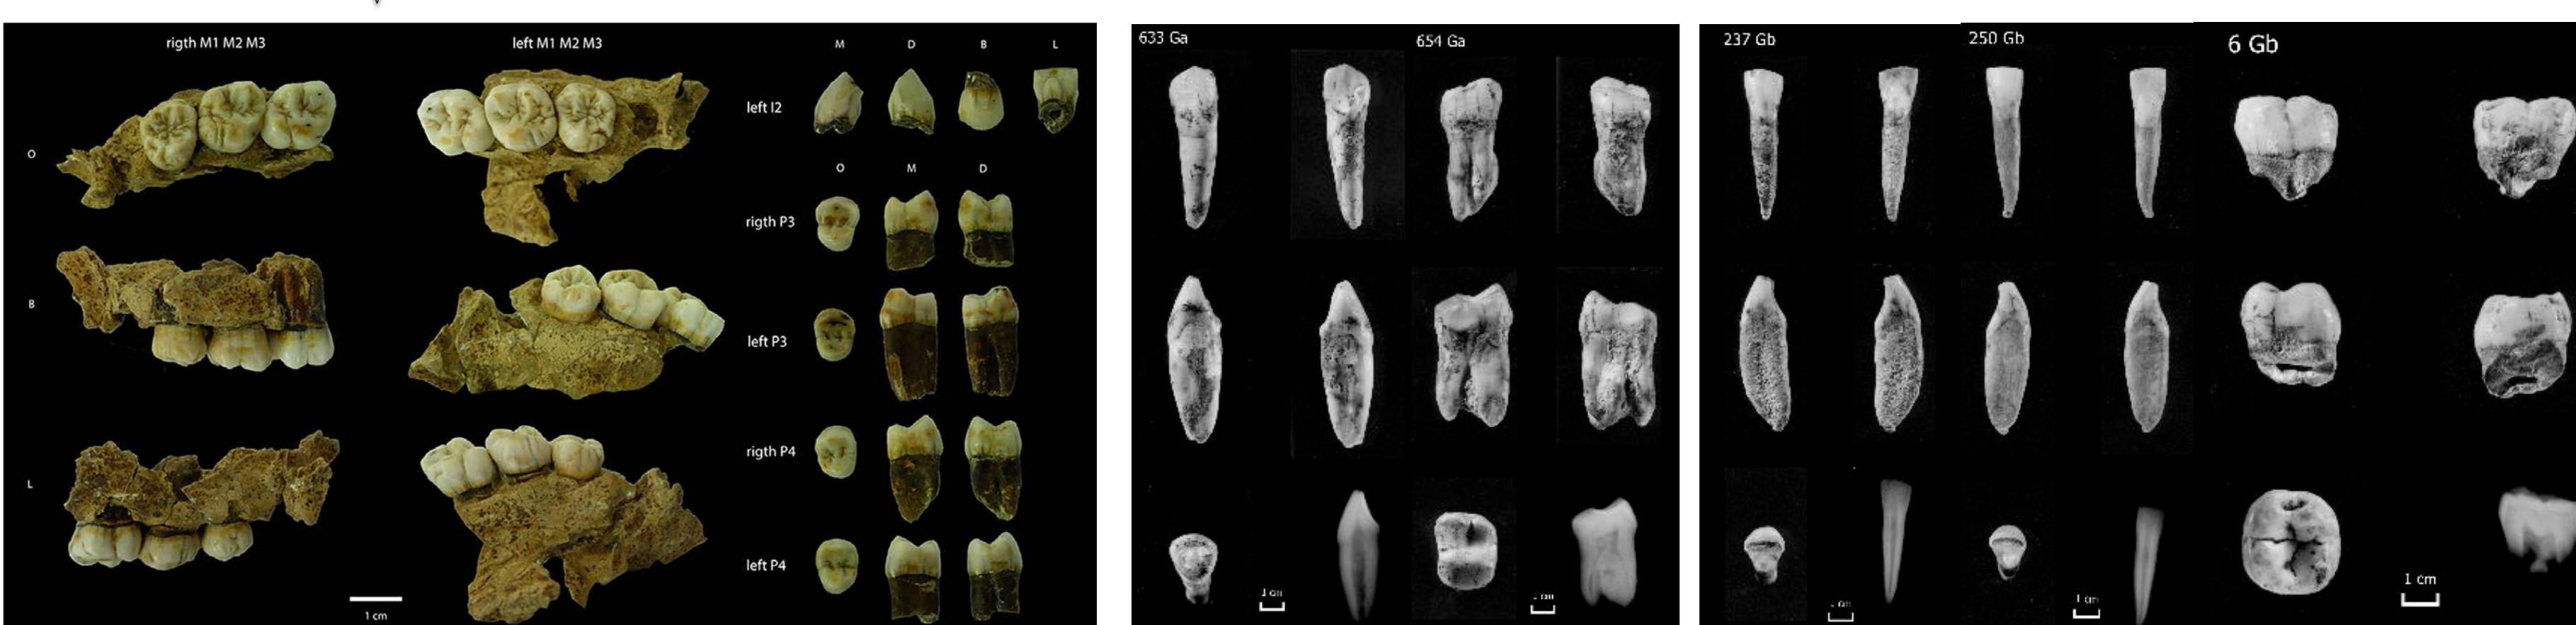 rigth M1 M2 M3
left M1 M2 M3
M D B L
left I2
O
O M D
rigth P3
B
left P3
rigth P4
L
left P4
1 cm
633 Ga
654 Ga
237 Gb
250 Gb
6 Gb
1 cm